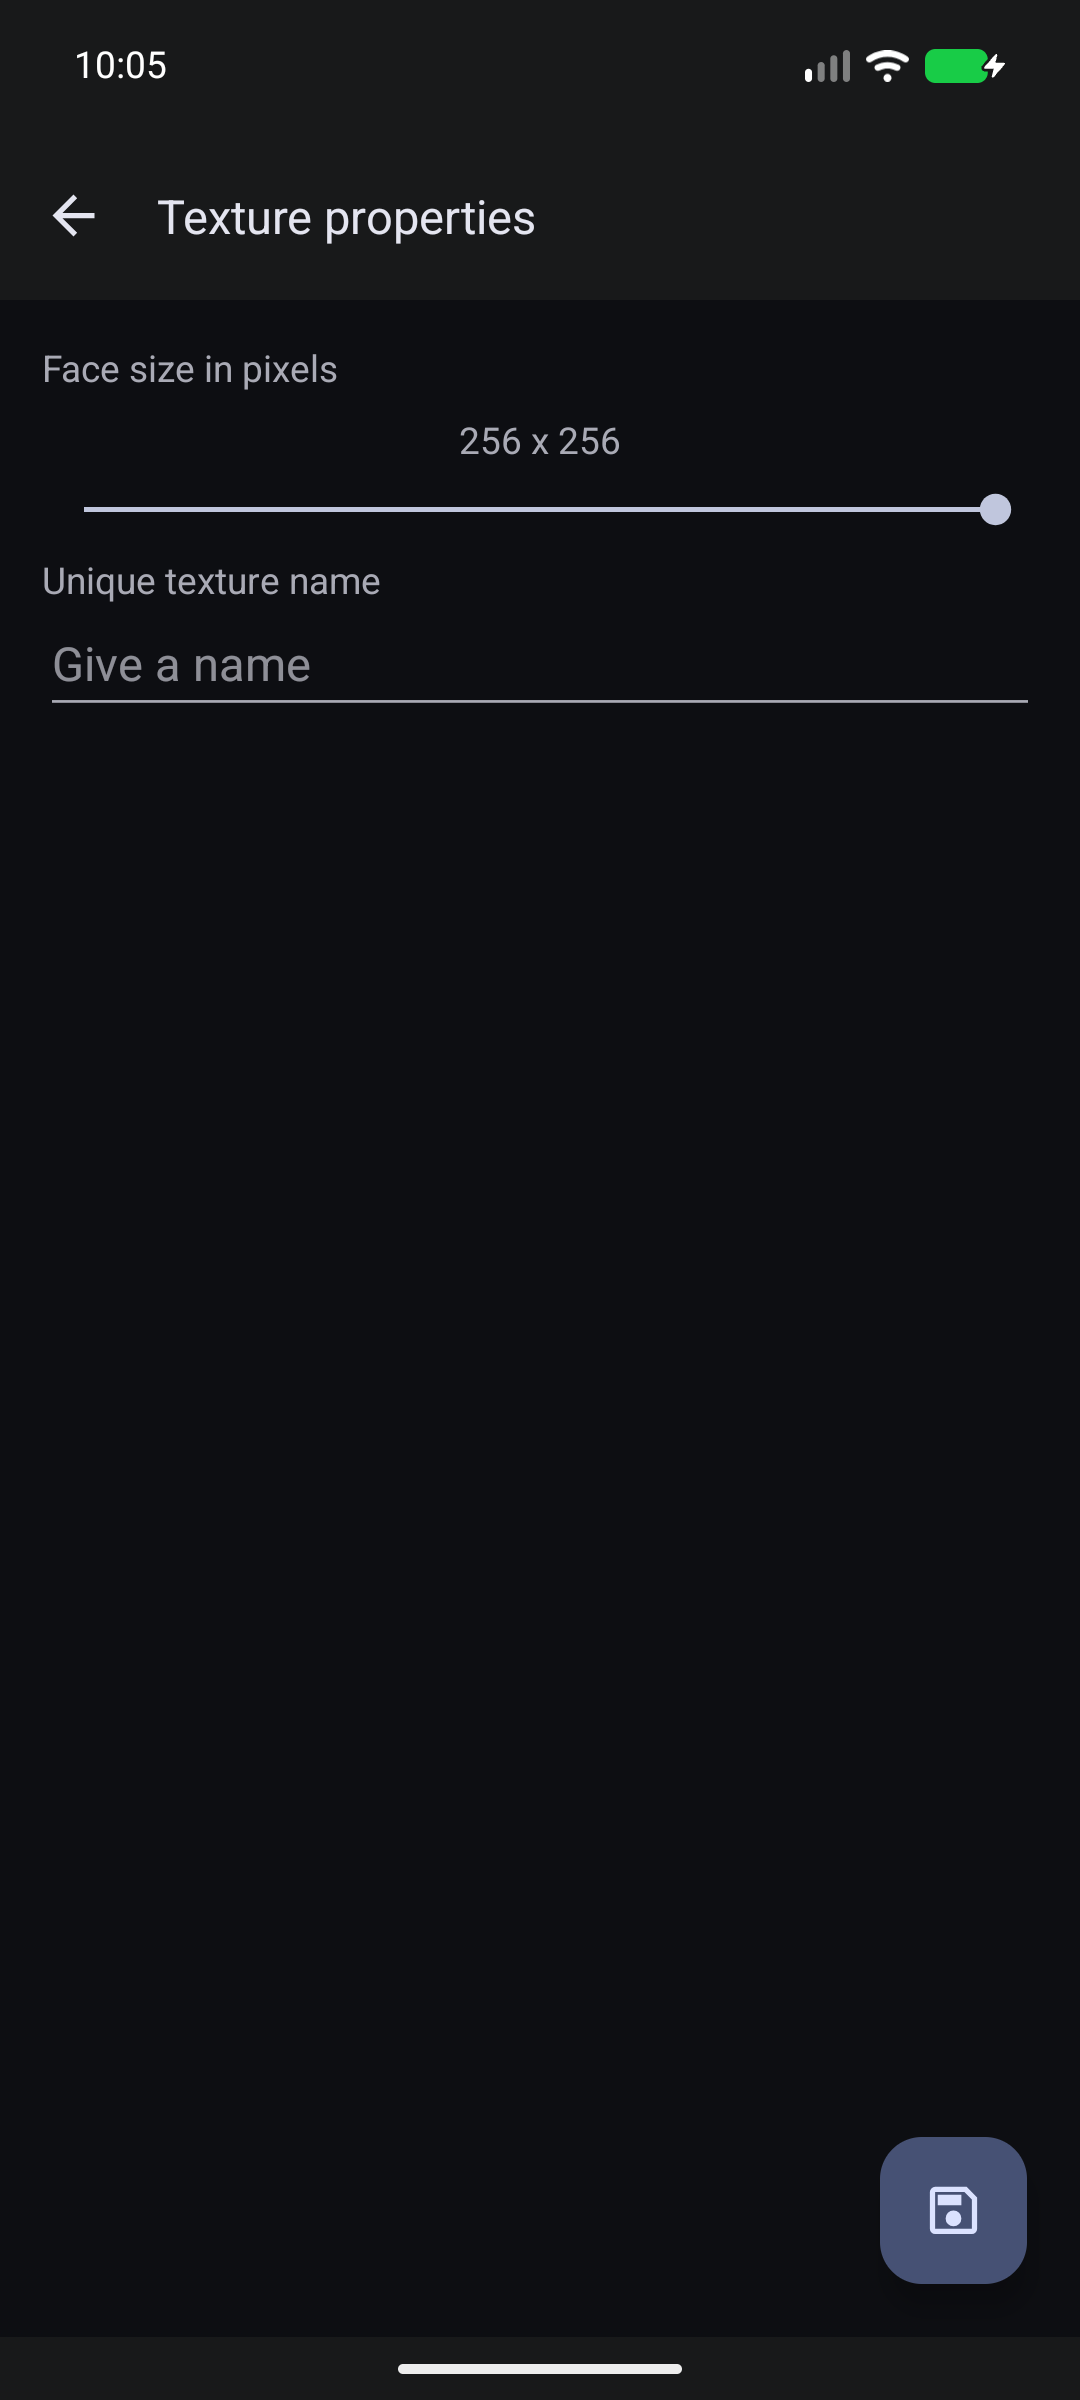 10:05
Texture properties
Face size in pixels
256 x 256
Unique texture name
Give a name